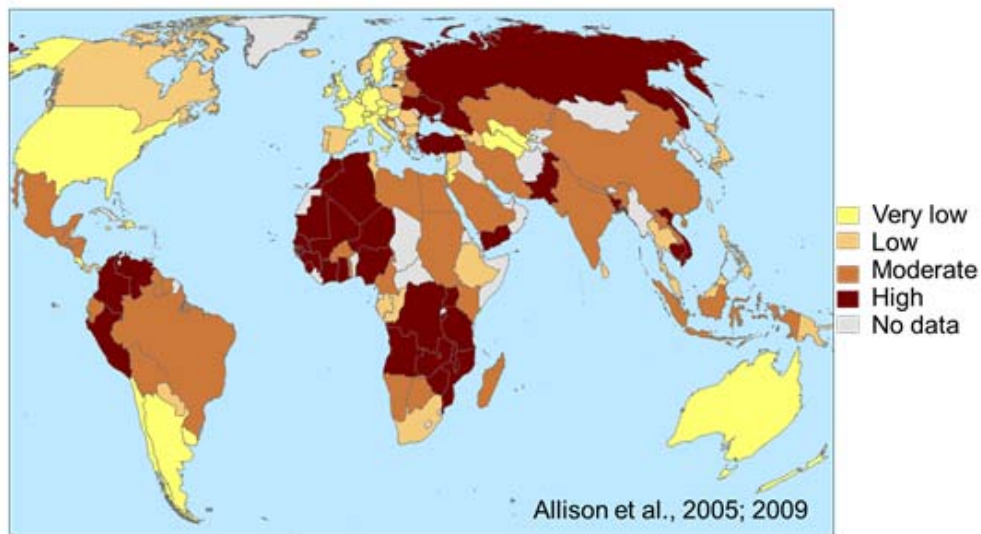 Very low
Low
Moderate
High
No data
Allison et al., 2005; 2009